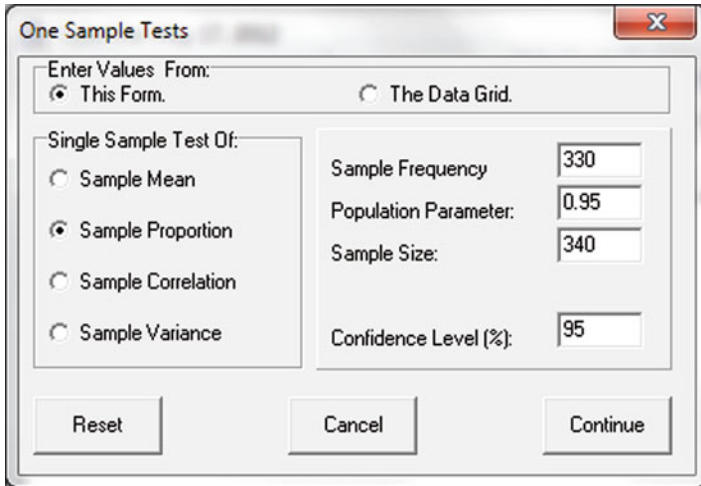 One Sample Tests
Enter Values From:
This Form.
The Data Grid.
Single Sample Test Of:
Sample Mean
Sample Proportion
Sample Correlation
Sample Variance
Sample Frequency 330
Population Parameter: 0.95
Sample Size: 340
Confidence Level (%): 95
Reset
Cancel
Continue